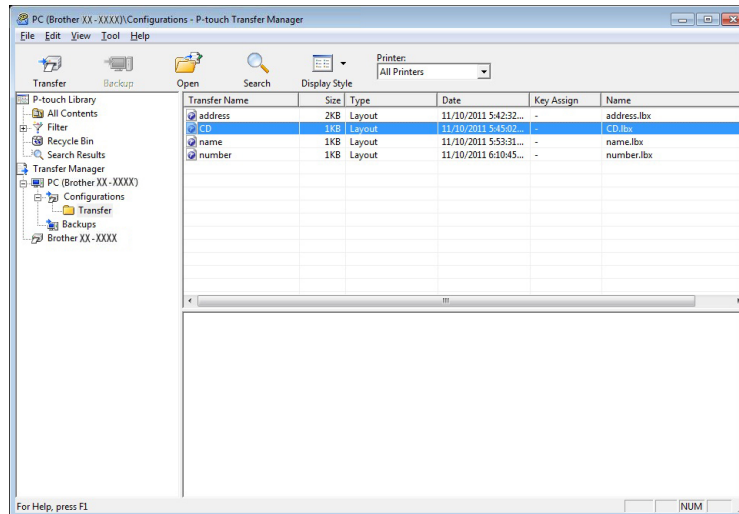 PC (Brother XX-XXXX)\Configurations - P-touch Transfer Manager
File Edit View Tool Help
Transfer Backup Open Search Display Style
Printer:
All Printers
P-touch Library
All Contents
Filter
Recycle Bin
Search Results
Transfer Manager
PC (Brother XX-XXXX)
Configurations
Transfer
Backups
Brother XX-XXXX
Transfer Name Size Type Date Key Assign Name
address 2KB Layout 11/10/2011 5:42:32... - address.lbx
CD 1KB Layout 11/10/2011 5:45:02... - CD.lbx
name 1KB Layout 11/10/2011 5:53:31... - name.lbx
number 1KB Layout 11/10/2011 6:10:45... - number.lbx
For Help, press F1
NUM